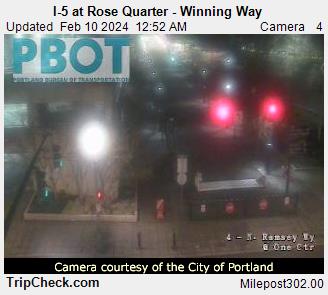 I-5 at Rose Quarter - Winning Way
Updated Feb 10 2024 12:52 AM Camera 4
PBOT
PORTLAND BUREAU OF TRANSPORTATION
4 - N. Ramsey Wy
@ One Ctr
Camera courtesy of the City of Portland
TripCheck.com Milepost302.00